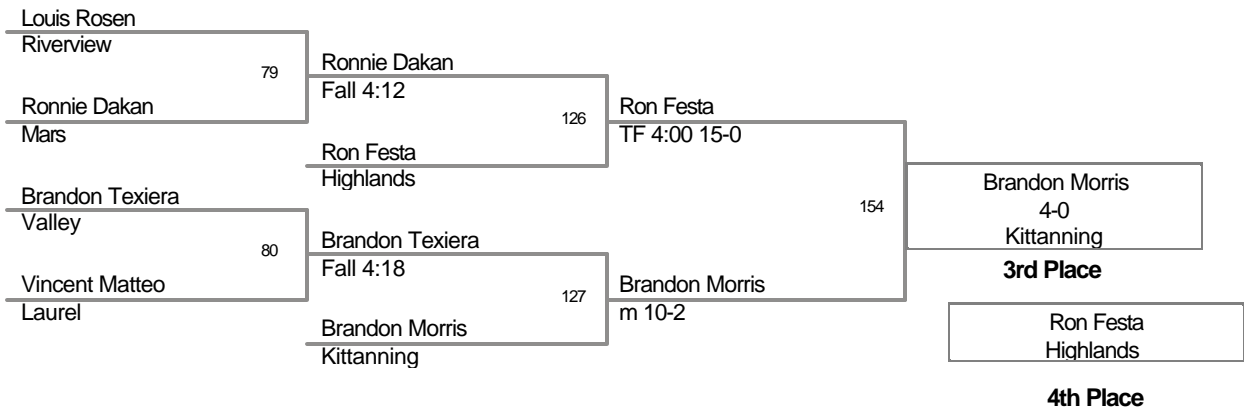 Louis Rosen
Riverview
79
Ronnie Dakan
Mars
Brandon Texiera
Valley
80
Vincent Matteo
Laurel
Ronnie Dakan
Fall 4:12
126
Ron Festa
Highlands
Brandon Texiera
Fall 4:18
127
Brandon Morris
Kittanning
Ron Festa
TF 4:00 15-0
154
Brandon Morris
m 10-2
Brandon Morris
4-0
Kittanning
3rd Place
Ron Festa
Highlands
4th Place